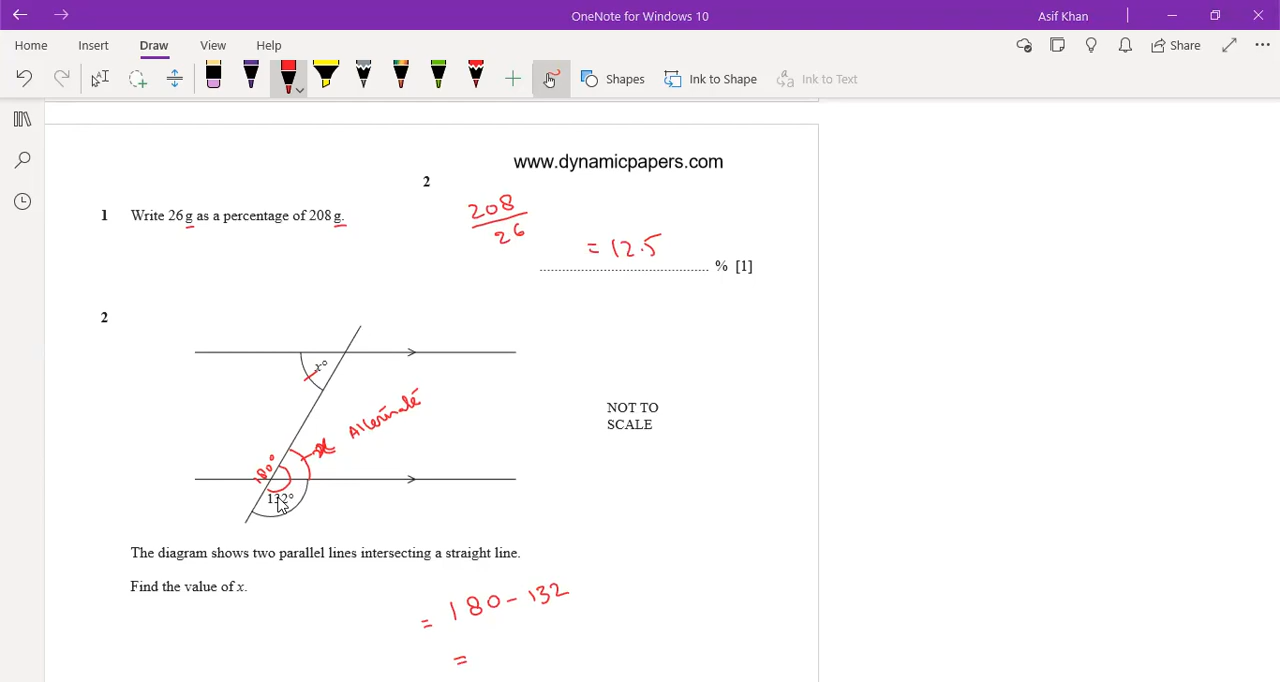 OneNote for Windows 10
Asif Khan
Home Insert Draw View Help
Share
Shapes
Ink to Shape
Ink to Text
www.dynamicpapers.com
2
1 Write 26 g as a percentage of 208 g.
208
26
= 12.5
% [1]
2
x°
Alternate
x
180°
132°
NOT TO
SCALE
The diagram shows two parallel lines intersecting a straight line.
Find the value of x.
= 180 - 132
=